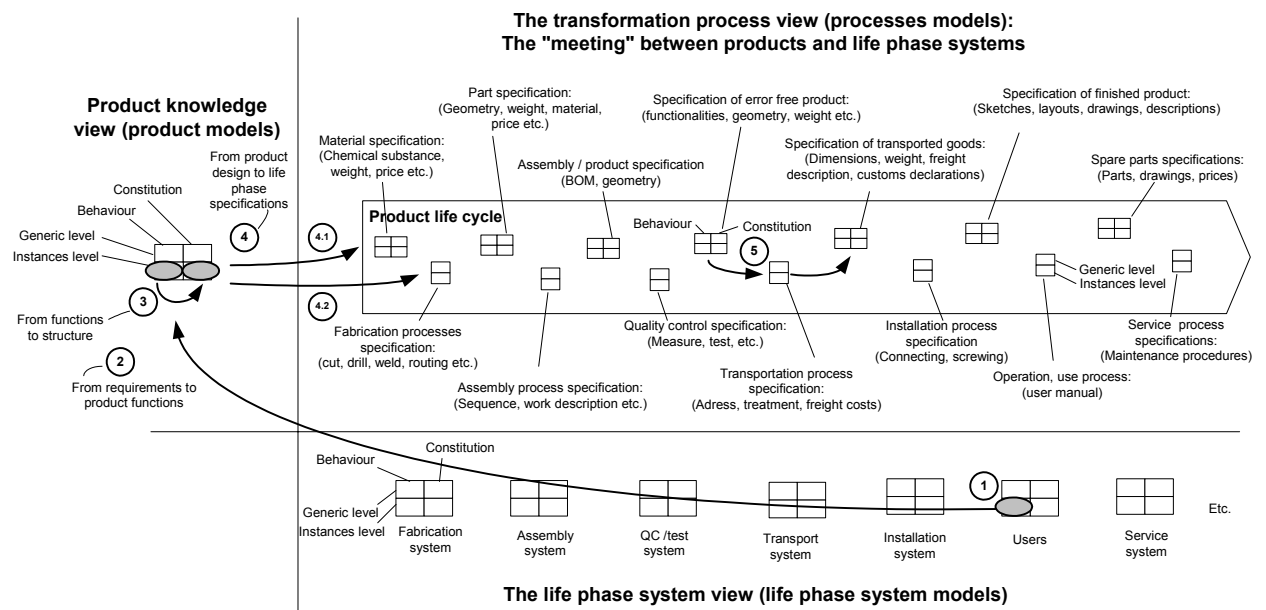 The transformation process view (processes models):
The "meeting" between products and life phase systems
Product knowledge
view (product models)
From product
design to life
phase
specifications
Constitution
Behaviour
Generic level
Instances level
4
3
From functions
to structure
2
From requirements to
product functions
4.1
4.2
Material specification:
(Chemical substance,
weight, price etc.)
Part specification:
(Geometry, weight, material,
price etc.)
Assembly / product specification
(BOM, geometry)
Specification of error free product:
(functionalities, geometry, weight etc.)
Specification of transported goods:
(Dimensions, weight, freight
description, customs declarations)
Specification of finished product:
(Sketches, layouts, drawings, descriptions)
Spare parts specifications:
(Parts, drawings, prices)
Product life cycle
Behaviour
Constitution
5
Generic level
Instances level
Fabrication processes
specification:
(cut, drill, weld, routing etc.)
Assembly process specification:
(Sequence, work description etc.)
Quality control specification:
(Measure, test, etc.)
Transportation process
specification:
(Adress, treatment, freight costs)
Installation process
specification
(Connecting, screwing)
Operation, use process:
(user manual)
Service process
specifications:
(Maintenance procedures)
Behaviour
Constitution
Generic level
Instances level
1
Fabrication
system
Assembly
system
QC /test
system
Transport
system
Installation
system
Users
Service
system
Etc.
The life phase system view (life phase system models)